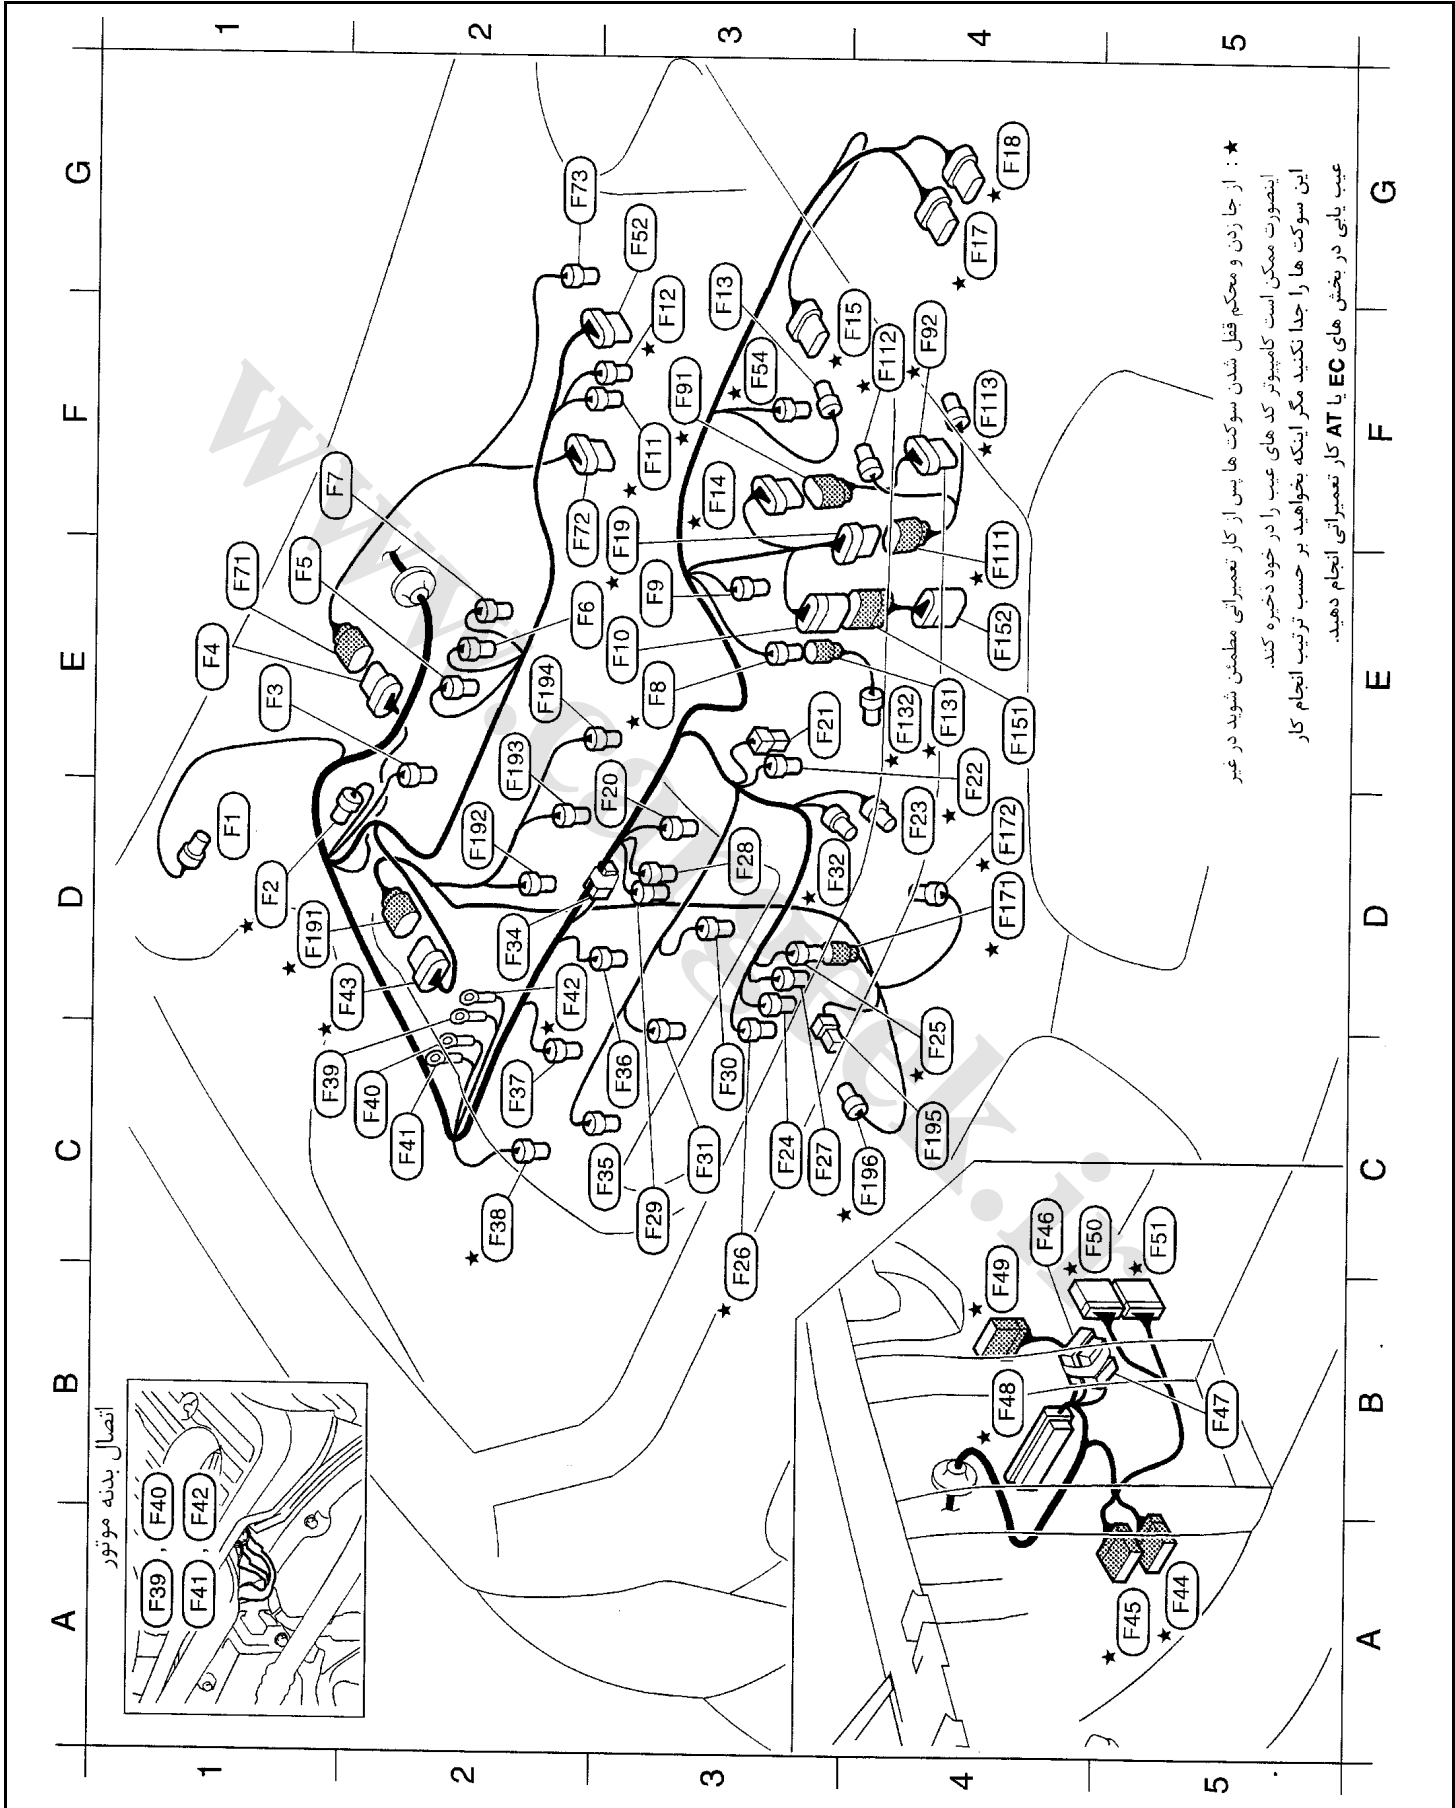 1 2 3 4 5
G
F
E
D
C
B
A
F1
F2
F3
F4
F5
F6
F7
F8
F9
F10
F11
F12
F13
F14
F15
F17
F18
F19
F20
F21
F22
F23
F24
F25
F26
F27
F28
F29
F30
F31
F32
F34
F35
F36
F37
F38
F39
F40
F41
F42
F43
F44
F45
F46
F47
F48
F49
F50
F51
F52
F54
F71
F72
F73
F91
F92
F111
F112
F113
F131
F132
F151
F152
F171
F172
F191
F192
F193
F194
F195
F196
اتصال بدنه موتور
F39 , F40
F41 , F42
★ : از جا زدن و محکم قفل شدن سوکت ها پس از کار تعمیراتی مطمئن شوید در غیر
اینصورت ممکن است کامپیوتر کد های عیب را در خود ذخیره کند.
این سوکت ها را جدا نکنید مگر اینکه بخواهید بر حسب ترتیب انجام کار
عیب یابی در بخش های EC یا AT کار تعمیراتی انجام دهید.
G
F
E
D
C
B
A
1 2 3 4 5